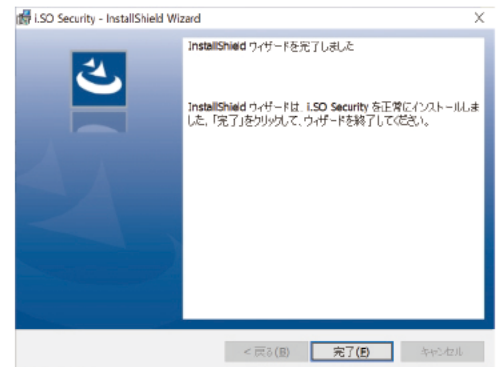 i.SO Security - InstallShield Wizard
InstallShield ウィザードを完了しました
InstallShield ウィザードは、i.SO Security を正常にインストールしま
した。「完了」をクリックして、ウィザードを終了してください。
< 戻る(B)
完了(F)
キャンセル